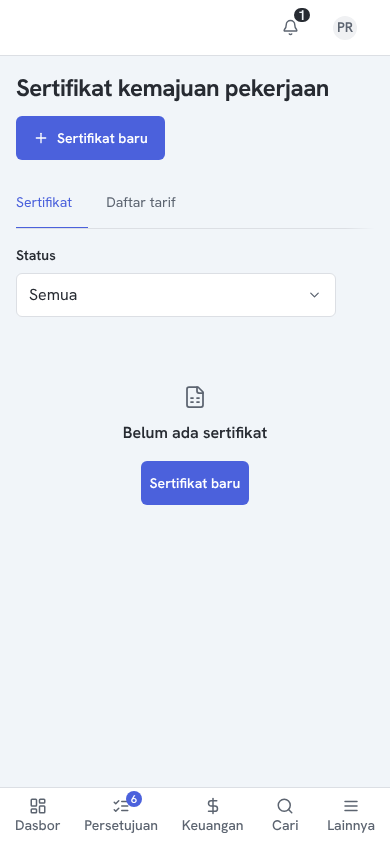 1
PR
Sertifikat kemajuan pekerjaan
Sertifikat baru
Sertifikat
Daftar tarif
Status
Semua
Belum ada sertifikat
Sertifikat baru
6
Dasbor
Persetujuan
Keuangan
Cari
Lainnya